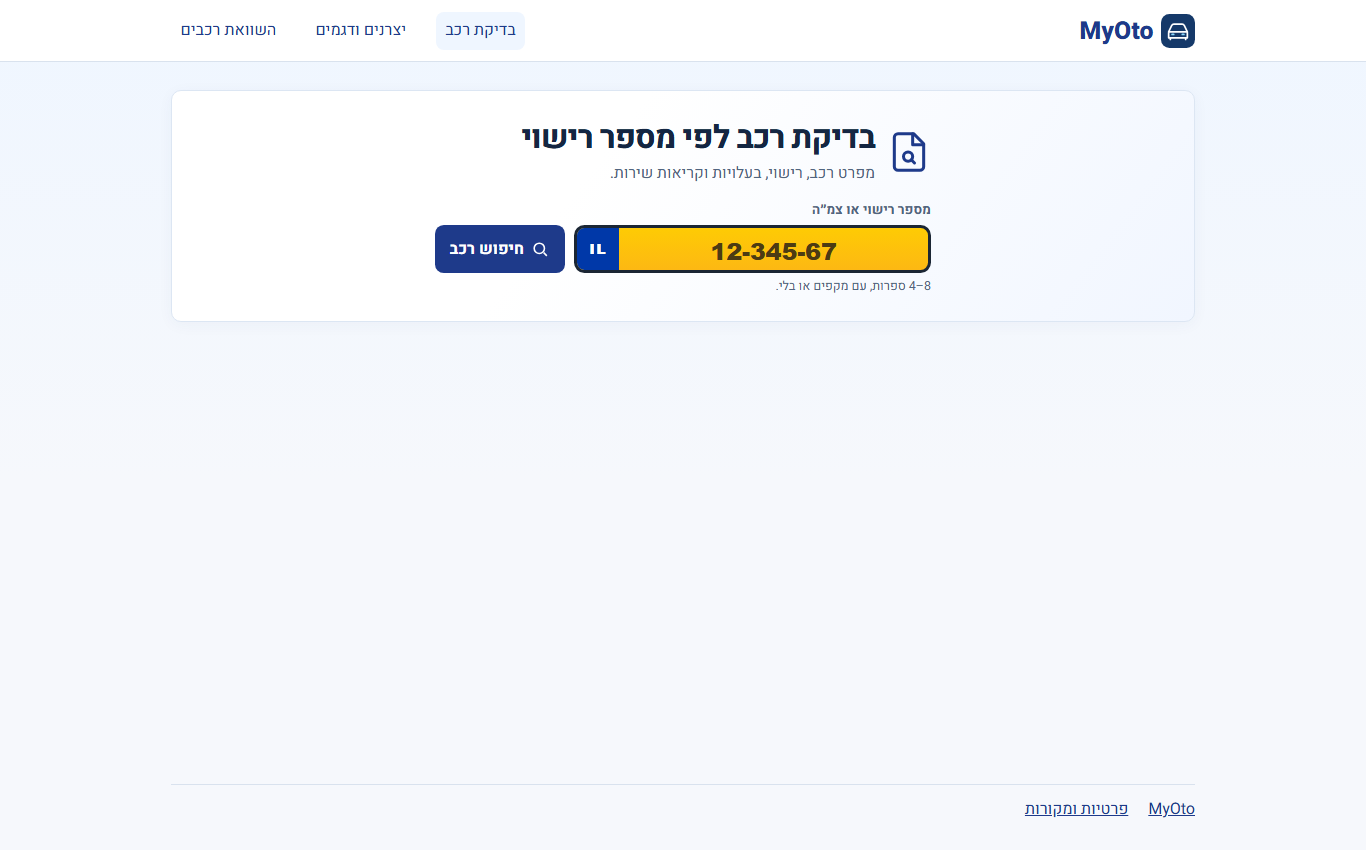 MyOto
בדיקת רכב
יצרנים ודגמים
השוואת רכבים
בדיקת רכב לפי מספר רישוי
מפרט רכב, רישוי, בעלויות וקריאות שירות.
מספר רישוי או צמ״ה
12-345-67
IL
חיפוש רכב
4–8 ספרות, עם מקפים או בלי.
MyOto
פרטיות ומקורות